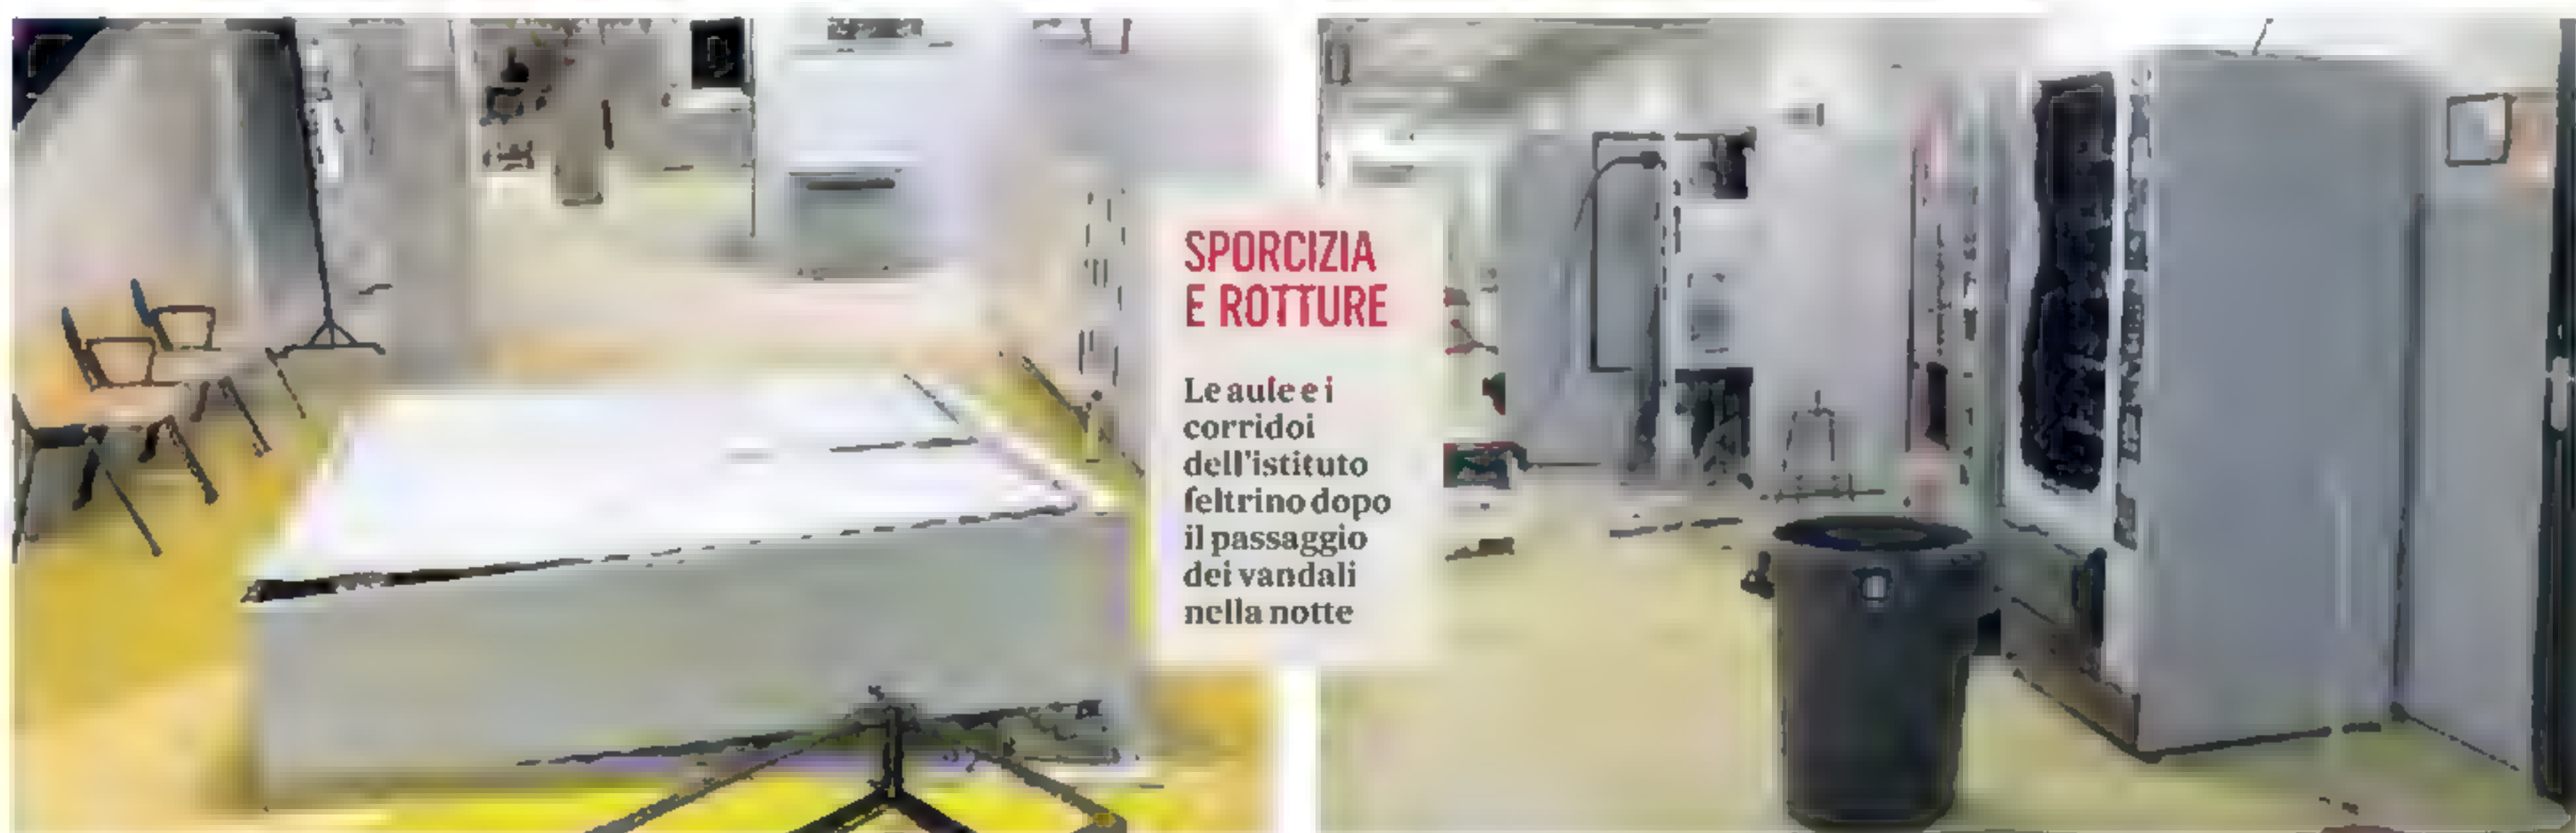 SPORCIZIA
E ROTTURE
Le aule e i
corridoi
dell'istituto
feltrino dopo
il passaggio
dei vandali
nella notte